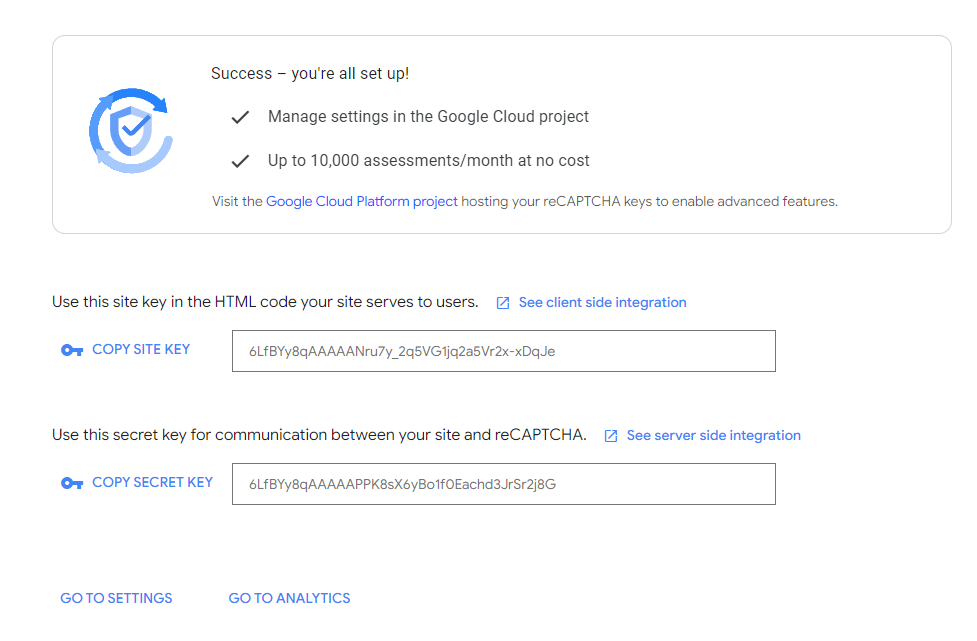 Success – you're all set up!
Manage settings in the Google Cloud project
Up to 10,000 assessments/month at no cost
Visit the Google Cloud Platform project hosting your reCAPTCHA keys to enable advanced features.
Use this site key in the HTML code your site serves to users. See client side integration
COPY SITE KEY 6LfBYy8qAAAAANru7y_2q5VG1jq2a5Vr2x-xDqJe
Use this secret key for communication between your site and reCAPTCHA. See server side integration
COPY SECRET KEY 6LfBYy8qAAAAAPPK8sX6yBo1f0Eachd3JrSr2j8G
GO TO SETTINGS GO TO ANALYTICS